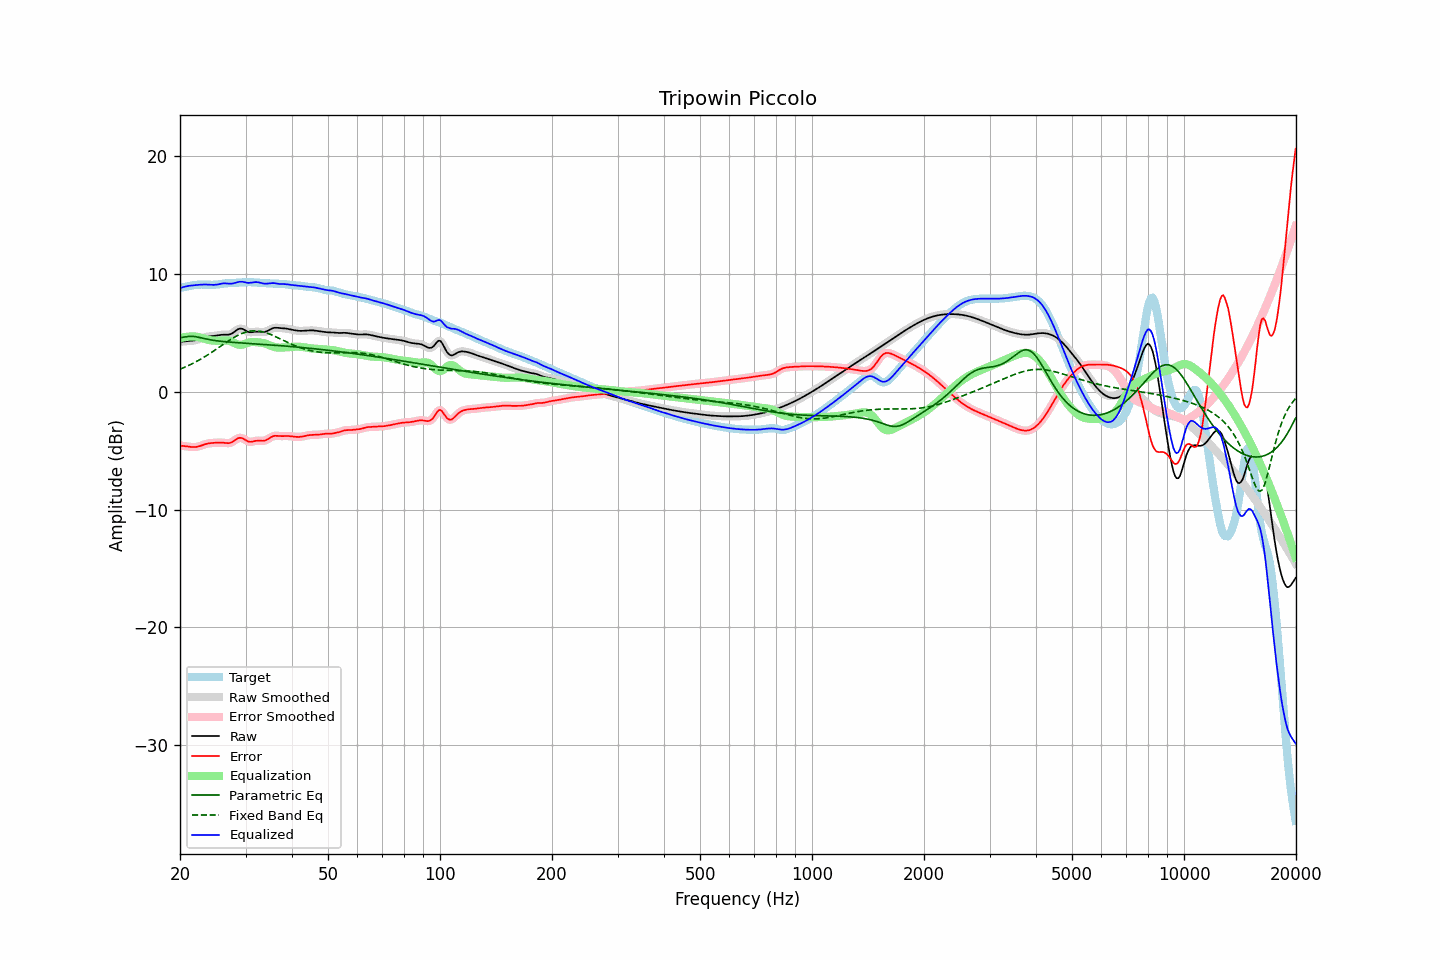 Tripowin Piccolo
Amplitude (dBr)
20
10
0
−10
−20
−30
Target
Raw Smoothed
Error Smoothed
Raw
Error
Equalization
Parametric Eq
Fixed Band Eq
Equalized
20 50 100 200 500 1000 2000 5000 10000 20000
Frequency (Hz)